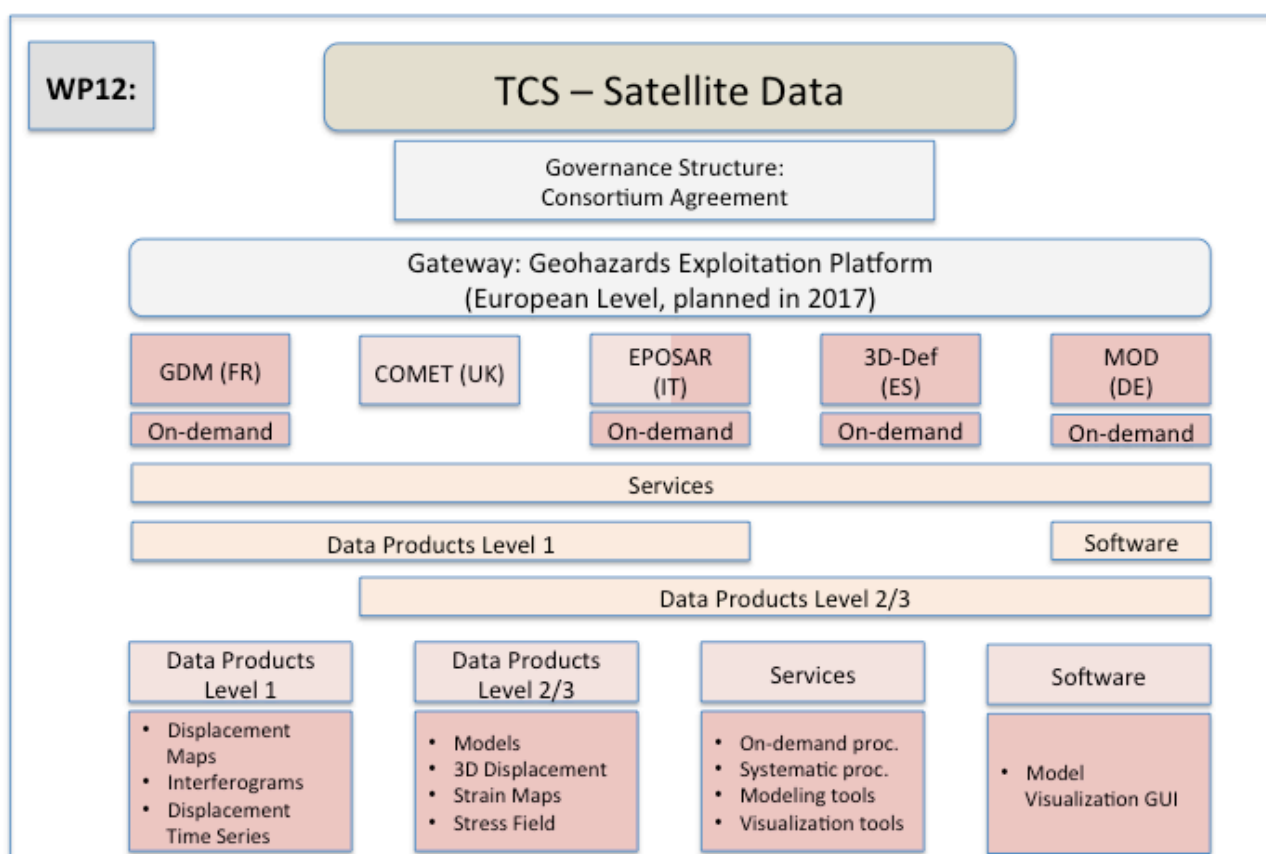 WP12:
TCS – Satellite Data
Governance Structure:
Consortium Agreement
Gateway: Geohazards Exploitation Platform
(European Level, planned in 2017)
GDM (FR)
COMET (UK)
EPOSAR
(IT)
3D-Def
(ES)
MOD
(DE)
On-demand
On-demand
On-demand
On-demand
Services
Data Products Level 1
Software
Data Products Level 2/3
Data Products
Level 1
Data Products
Level 2/3
Services
Software
• Displacement
Maps
• Interferograms
• Displacement
Time Series
• Models
• 3D Displacement
• Strain Maps
• Stress Field
• On-demand proc.
• Systematic proc.
• Modeling tools
• Visualization tools
• Model
Visualization GUI